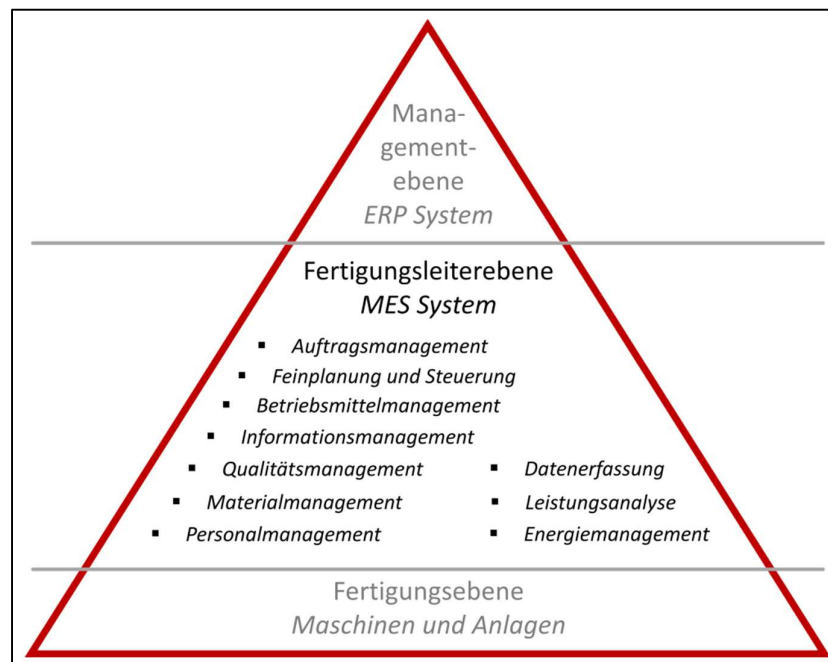 Mana-
gement-
ebene
ERP System
Fertigungsleiterebene
MES System
▪ Auftragsmanagement
▪ Feinplanung und Steuerung
▪ Betriebsmittelmanagement
▪ Informationsmanagement
▪ Qualitätsmanagement
▪ Materialmanagement
▪ Personalmanagement
▪ Datenerfassung
▪ Leistungsanalyse
▪ Energiemanagement
Fertigungsebene
Maschinen und Anlagen